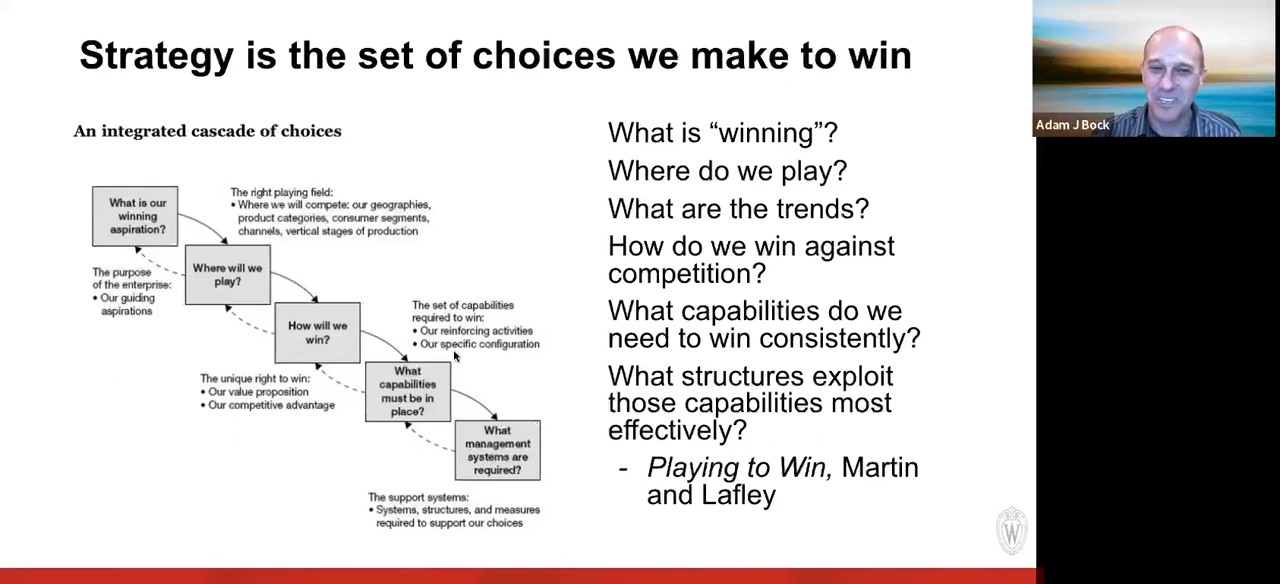 Strategy is the set of choices we make to win
An integrated cascade of choices
What is our
winning
aspiration?
The right playing field:
• Where we will compete: our geographies,
product categories, consumer segments,
channels, vertical stages of production
The purpose
of the enterprise:
• Our guiding
aspirations
Where will we
play?
How will we
win?
The set of capabilities
required to win:
• Our reinforcing activities
• Our specific configuration
The unique right to win:
• Our value proposition
• Our competitive advantage
What
capabilities
must be in
place?
What
management
systems are
required?
The support systems:
• Systems, structures, and measures
required to support our choices
What is “winning”?
Where do we play?
What are the trends?
How do we win against
competition?
What capabilities do we
need to win consistently?
What structures exploit
those capabilities most
effectively?
- Playing to Win, Martin
and Lafley
W
Adam J Bock